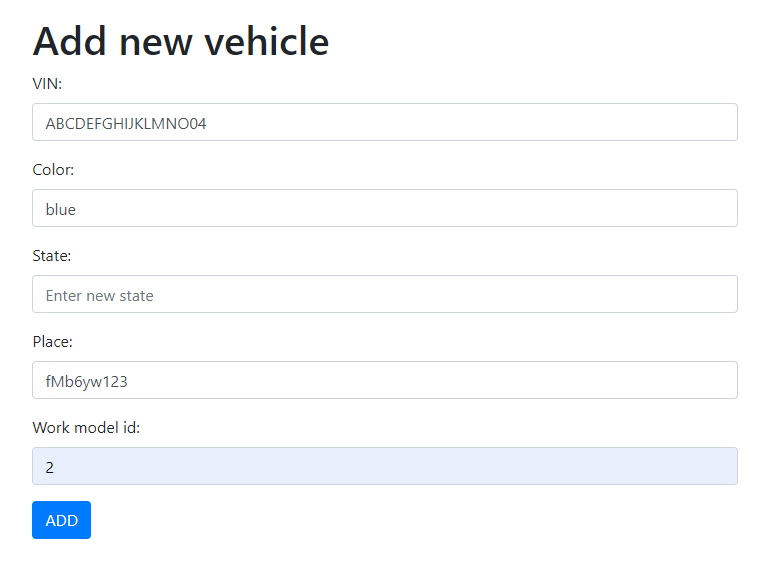 Add new vehicle
VIN:
ABCDEFGHIJKLMNO04
Color:
blue
State:
Enter new state
Place:
fMb6yw123
Work model id:
2
ADD